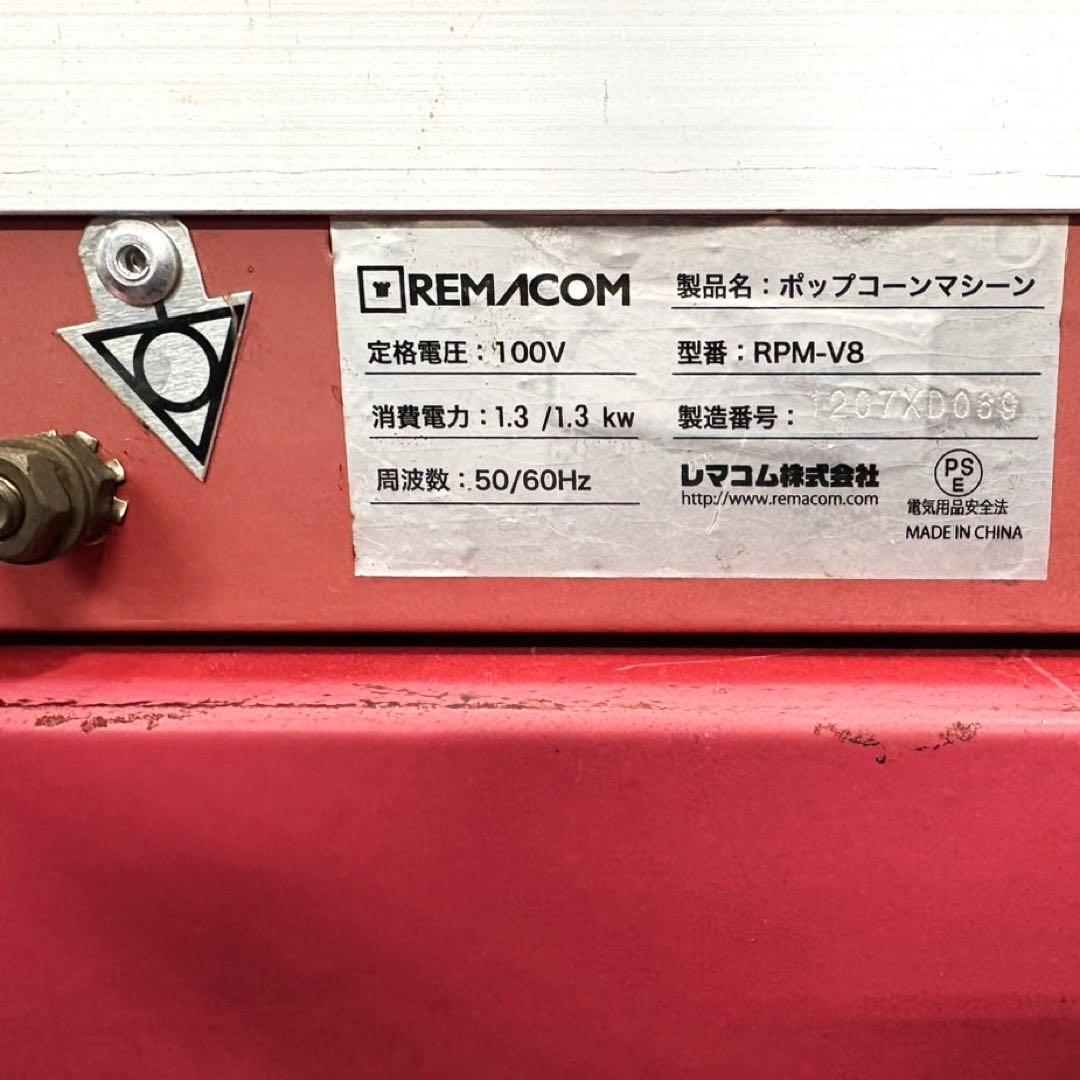 REMACOM
製品名：ポップコーンマシーン
定格電圧：100V
型番：RPM-V8
消費電力：1.3 /1.3 kw
製造番号：1207XD069
周波数：50/60Hz
レマコム株式会社
http://www.remacom.com
PS
E
電気用品安全法
MADE IN CHINA